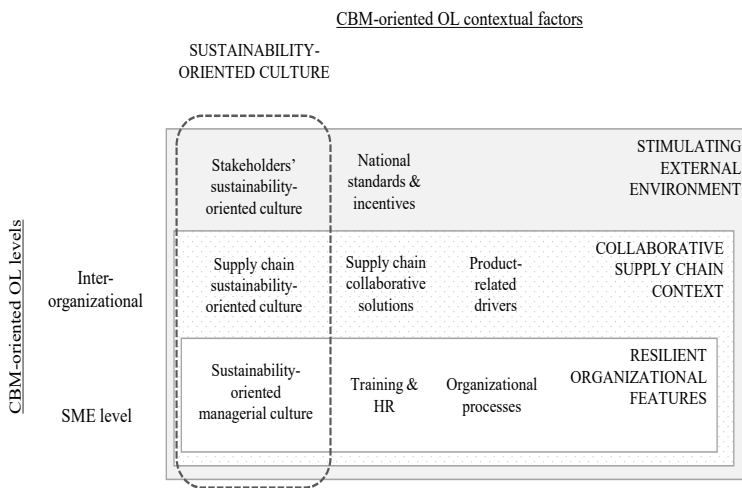 CBM-oriented OL contextual factors
SUSTAINABILITY-
ORIENTED CULTURE
Stakeholders'
sustainability-
oriented culture
National
standards &
incentives
STIMULATING
EXTERNAL
ENVIRONMENT
CBM-oriented OL levels
Inter-
organizational
Supply chain
sustainability-
oriented culture
Supply chain
collaborative
solutions
Product-
related
drivers
COLLABORATIVE
SUPPLY CHAIN
CONTEXT
SME level
Sustainability-
oriented
managerial culture
Training &
HR
Organizational
processes
RESILIENT
ORGANIZATIONAL
FEATURES